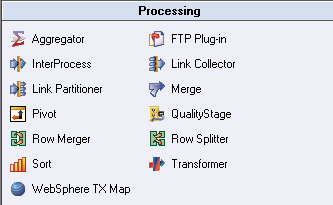 Processing
Aggregator
FTP Plug-in
InterProcess
Link Collector
Link Partitioner
Merge
Pivot
QualityStage
Row Merger
Row Splitter
Sort
Transformer
WebSphere TX Map